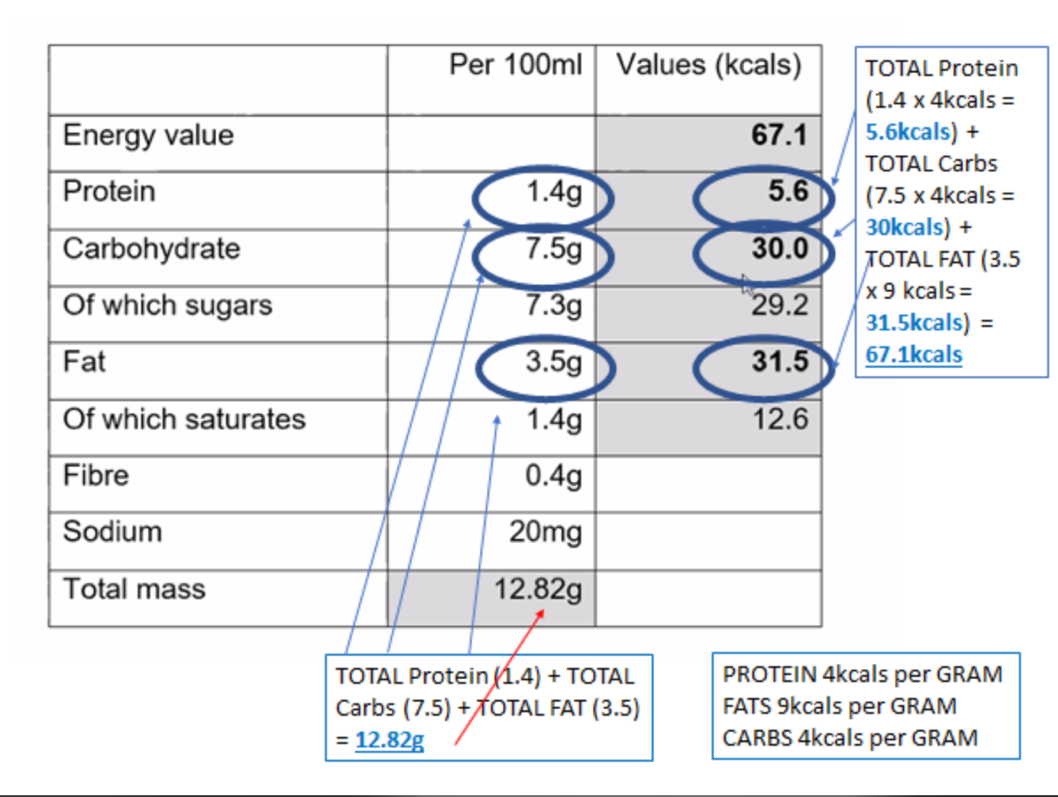 Per 100ml Values (kcals)
Energy value 67.1
Protein 1.4g 5.6
Carbohydrate 7.5g 30.0
Of which sugars 7.3g 29.2
Fat 3.5g 31.5
Of which saturates 1.4g 12.6
Fibre 0.4g
Sodium 20mg
Total mass 12.82g
TOTAL Protein
(1.4 x 4kcals =
5.6kcals) +
TOTAL Carbs
(7.5 x 4kcals =
30kcals) +
TOTAL FAT (3.5
x 9 kcals =
31.5kcals) =
67.1kcals
TOTAL Protein (1.4) + TOTAL
Carbs (7.5) + TOTAL FAT (3.5)
= 12.82g
PROTEIN 4kcals per GRAM
FATS 9kcals per GRAM
CARBS 4kcals per GRAM